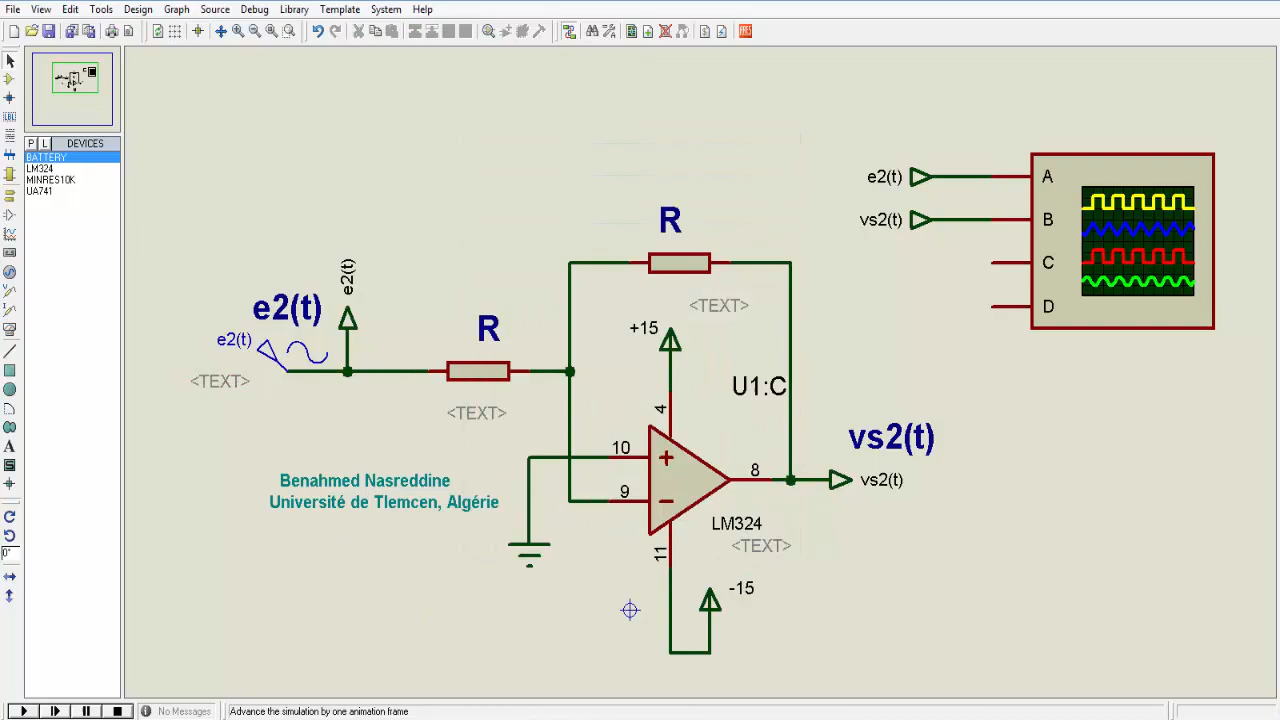 File View Edit Tools Design Graph Source Debug Library Template System Help
P L DEVICES
BATTERY
LM324
MINRES10K
UA741
LBL
A
0°
R
e2(t)
e2(t)
e2(t)
<TEXT>
R
<TEXT>
<TEXT>
+15
U1:C
4
10
9
8
11
LM324
<TEXT>
-15
vs2(t)
vs2(t)
Benahmed Nasreddine
Université de Tlemcen, Algérie
e2(t)
vs2(t)
A
B
C
D
No Messages
Advance the simulation by one animation frame